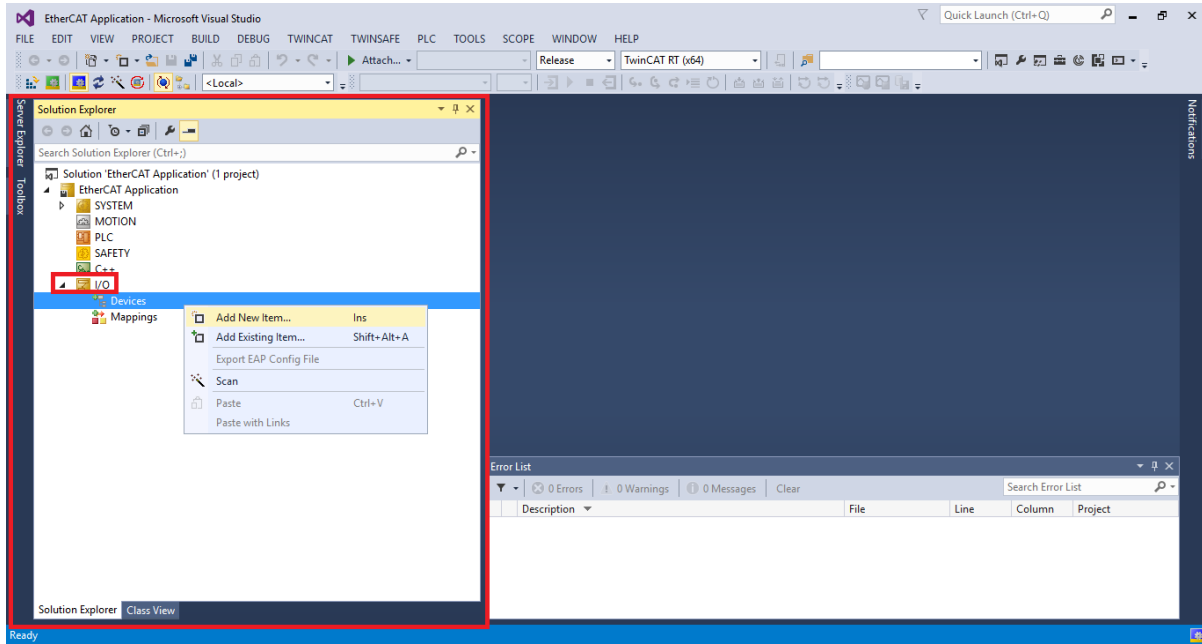 EtherCAT Application - Microsoft Visual Studio
Quick Launch (Ctrl+Q)
FILE EDIT VIEW PROJECT BUILD DEBUG TWINCAT TWINSAFE PLC TOOLS SCOPE WINDOW HELP
Attach... Release TwinCAT RT (x64)
<Local>
Server Explorer
Toolbox
Solution Explorer
Search Solution Explorer (Ctrl+;)
Solution 'EtherCAT Application' (1 project)
EtherCAT Application
SYSTEM
MOTION
PLC
SAFETY
C++
I/O
Devices
Mappings
Add New Item... Ins
Add Existing Item... Shift+Alt+A
Export EAP Config File
Scan
Paste Ctrl+V
Paste with Links
Solution Explorer Class View
Notifications
Error List
0 Errors 0 Warnings 0 Messages Clear Search Error List
Description File Line Column Project
Ready